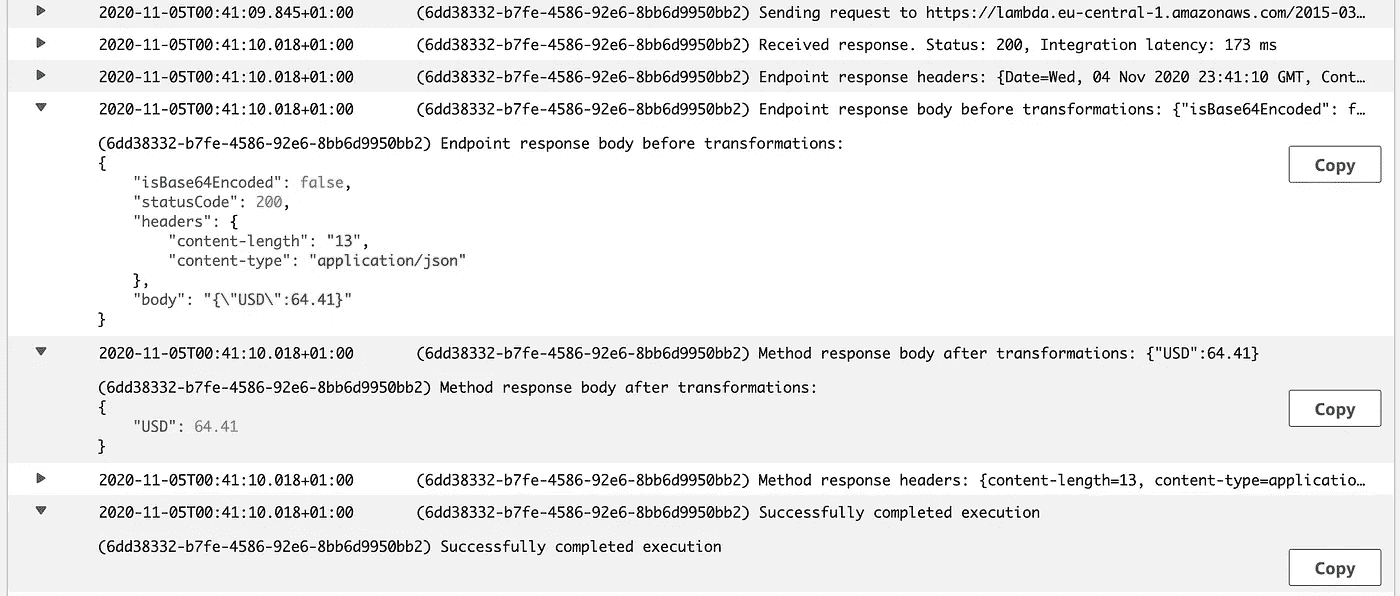 2020-11-05T00:41:09.845+01:00 (6dd38332-b7fe-4586-92e6-8bb6d9950bb2) Sending request to https://lambda.eu-central-1.amazonaws.com/2015-03…
2020-11-05T00:41:10.018+01:00 (6dd38332-b7fe-4586-92e6-8bb6d9950bb2) Received response. Status: 200, Integration latency: 173 ms
2020-11-05T00:41:10.018+01:00 (6dd38332-b7fe-4586-92e6-8bb6d9950bb2) Endpoint response headers: {Date=Wed, 04 Nov 2020 23:41:10 GMT, Cont…
2020-11-05T00:41:10.018+01:00 (6dd38332-b7fe-4586-92e6-8bb6d9950bb2) Endpoint response body before transformations: {"isBase64Encoded": f…
(6dd38332-b7fe-4586-92e6-8bb6d9950bb2) Endpoint response body before transformations:
Copy
{
    "isBase64Encoded": false,
    "statusCode": 200,
    "headers": {
        "content-length": "13",
        "content-type": "application/json"
    },
    "body": "{\"USD\":64.41}"
}
2020-11-05T00:41:10.018+01:00 (6dd38332-b7fe-4586-92e6-8bb6d9950bb2) Method response body after transformations: {"USD":64.41}
(6dd38332-b7fe-4586-92e6-8bb6d9950bb2) Method response body after transformations:
Copy
{
    "USD": 64.41
}
2020-11-05T00:41:10.018+01:00 (6dd38332-b7fe-4586-92e6-8bb6d9950bb2) Method response headers: {content-length=13, content-type=applicatio…
2020-11-05T00:41:10.018+01:00 (6dd38332-b7fe-4586-92e6-8bb6d9950bb2) Successfully completed execution
(6dd38332-b7fe-4586-92e6-8bb6d9950bb2) Successfully completed execution
Copy